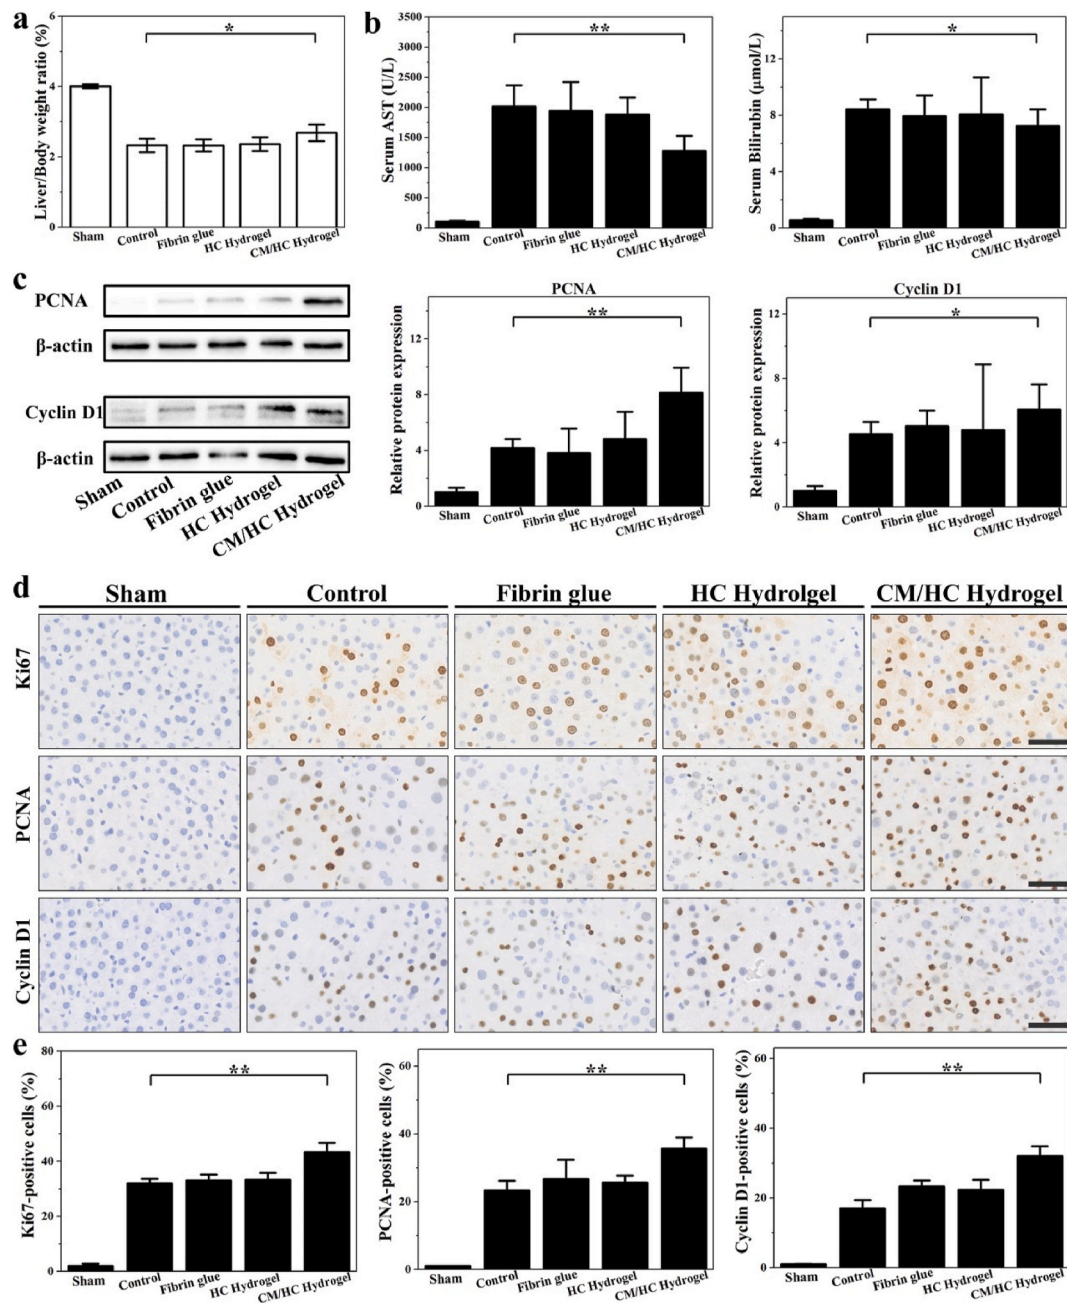 a
Liver/Body weight ratio (%)
6
4
2
0
*
Sham
Control
Fibrin glue
HC Hydrogel
CM/HC Hydrogel
b
Serum AST (U/L)
3500
3000
2500
2000
1500
1000
500
0
**
Sham
Control
Fibrin glue
HC Hydrogel
CM/HC Hydrogel
Serum Bilirubin (μmol/L)
12
8
4
0
*
Sham
Control
Fibrin glue
HC Hydrogel
CM/HC Hydrogel
c
PCNA
β-actin
Cyclin D1
β-actin
Sham
Control
Fibrin glue
HC Hydrogel
CM/HC Hydrogel
PCNA
Relative protein expression
12
8
4
0
**
Sham
Control
Fibrin glue
HC Hydrogel
CM/HC Hydrogel
Cyclin D1
Relative protein expression
12
8
4
0
*
Sham
Control
Fibrin glue
HC Hydrogel
CM/HC Hydrogel
d
Sham Control Fibrin glue HC Hydrolgel CM/HC Hydrogel
Ki67
PCNA
Cyclin D1
e
Ki67-positive cells (%)
80
60
40
20
0
**
Sham
Control
Fibrin glue
HC Hydrogel
CM/HC Hydrogel
PCNA-positive cells (%)
60
40
20
0
**
Sham
Control
Fibrin glue
HC Hydrogel
CM/HC Hydrogel
Cyclin D1-positive cells (%)
60
40
20
0
**
Sham
Control
Fibrin glue
HC Hydrogel
CM/HC Hydrogel